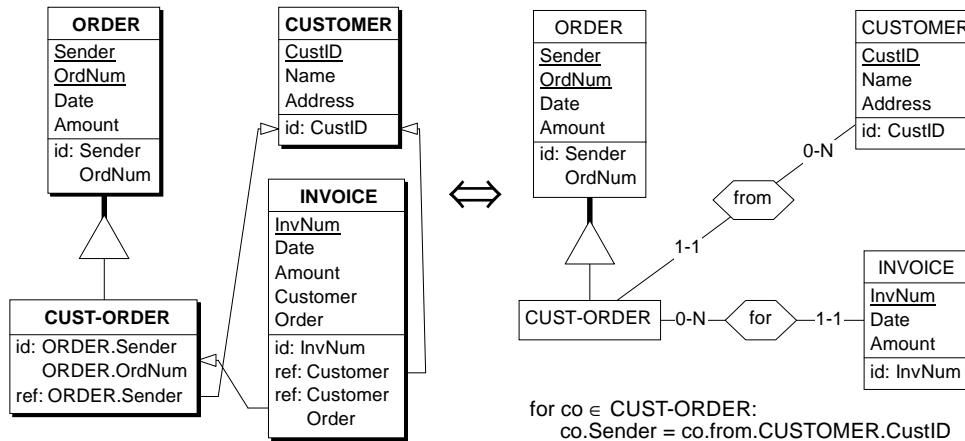 ORDER
Sender
OrdNum
Date
Amount
id: Sender
OrdNum
CUSTOMER
CustID
Name
Address
id: CustID
INVOICE
InvNum
Date
Amount
Customer
Order
id: InvNum
ref: Customer
ref: Customer
Order
CUST-ORDER
id: ORDER.Sender
ORDER.OrdNum
ref: ORDER.Sender
⇔
ORDER
Sender
OrdNum
Date
Amount
id: Sender
OrdNum
CUSTOMER
CustID
Name
Address
id: CustID
0-N
from
1-1
CUST-ORDER
0-N
for
1-1
INVOICE
InvNum
Date
Amount
id: InvNum
for co ∈ CUST-ORDER:
co.Sender = co.from.CUSTOMER.CustID